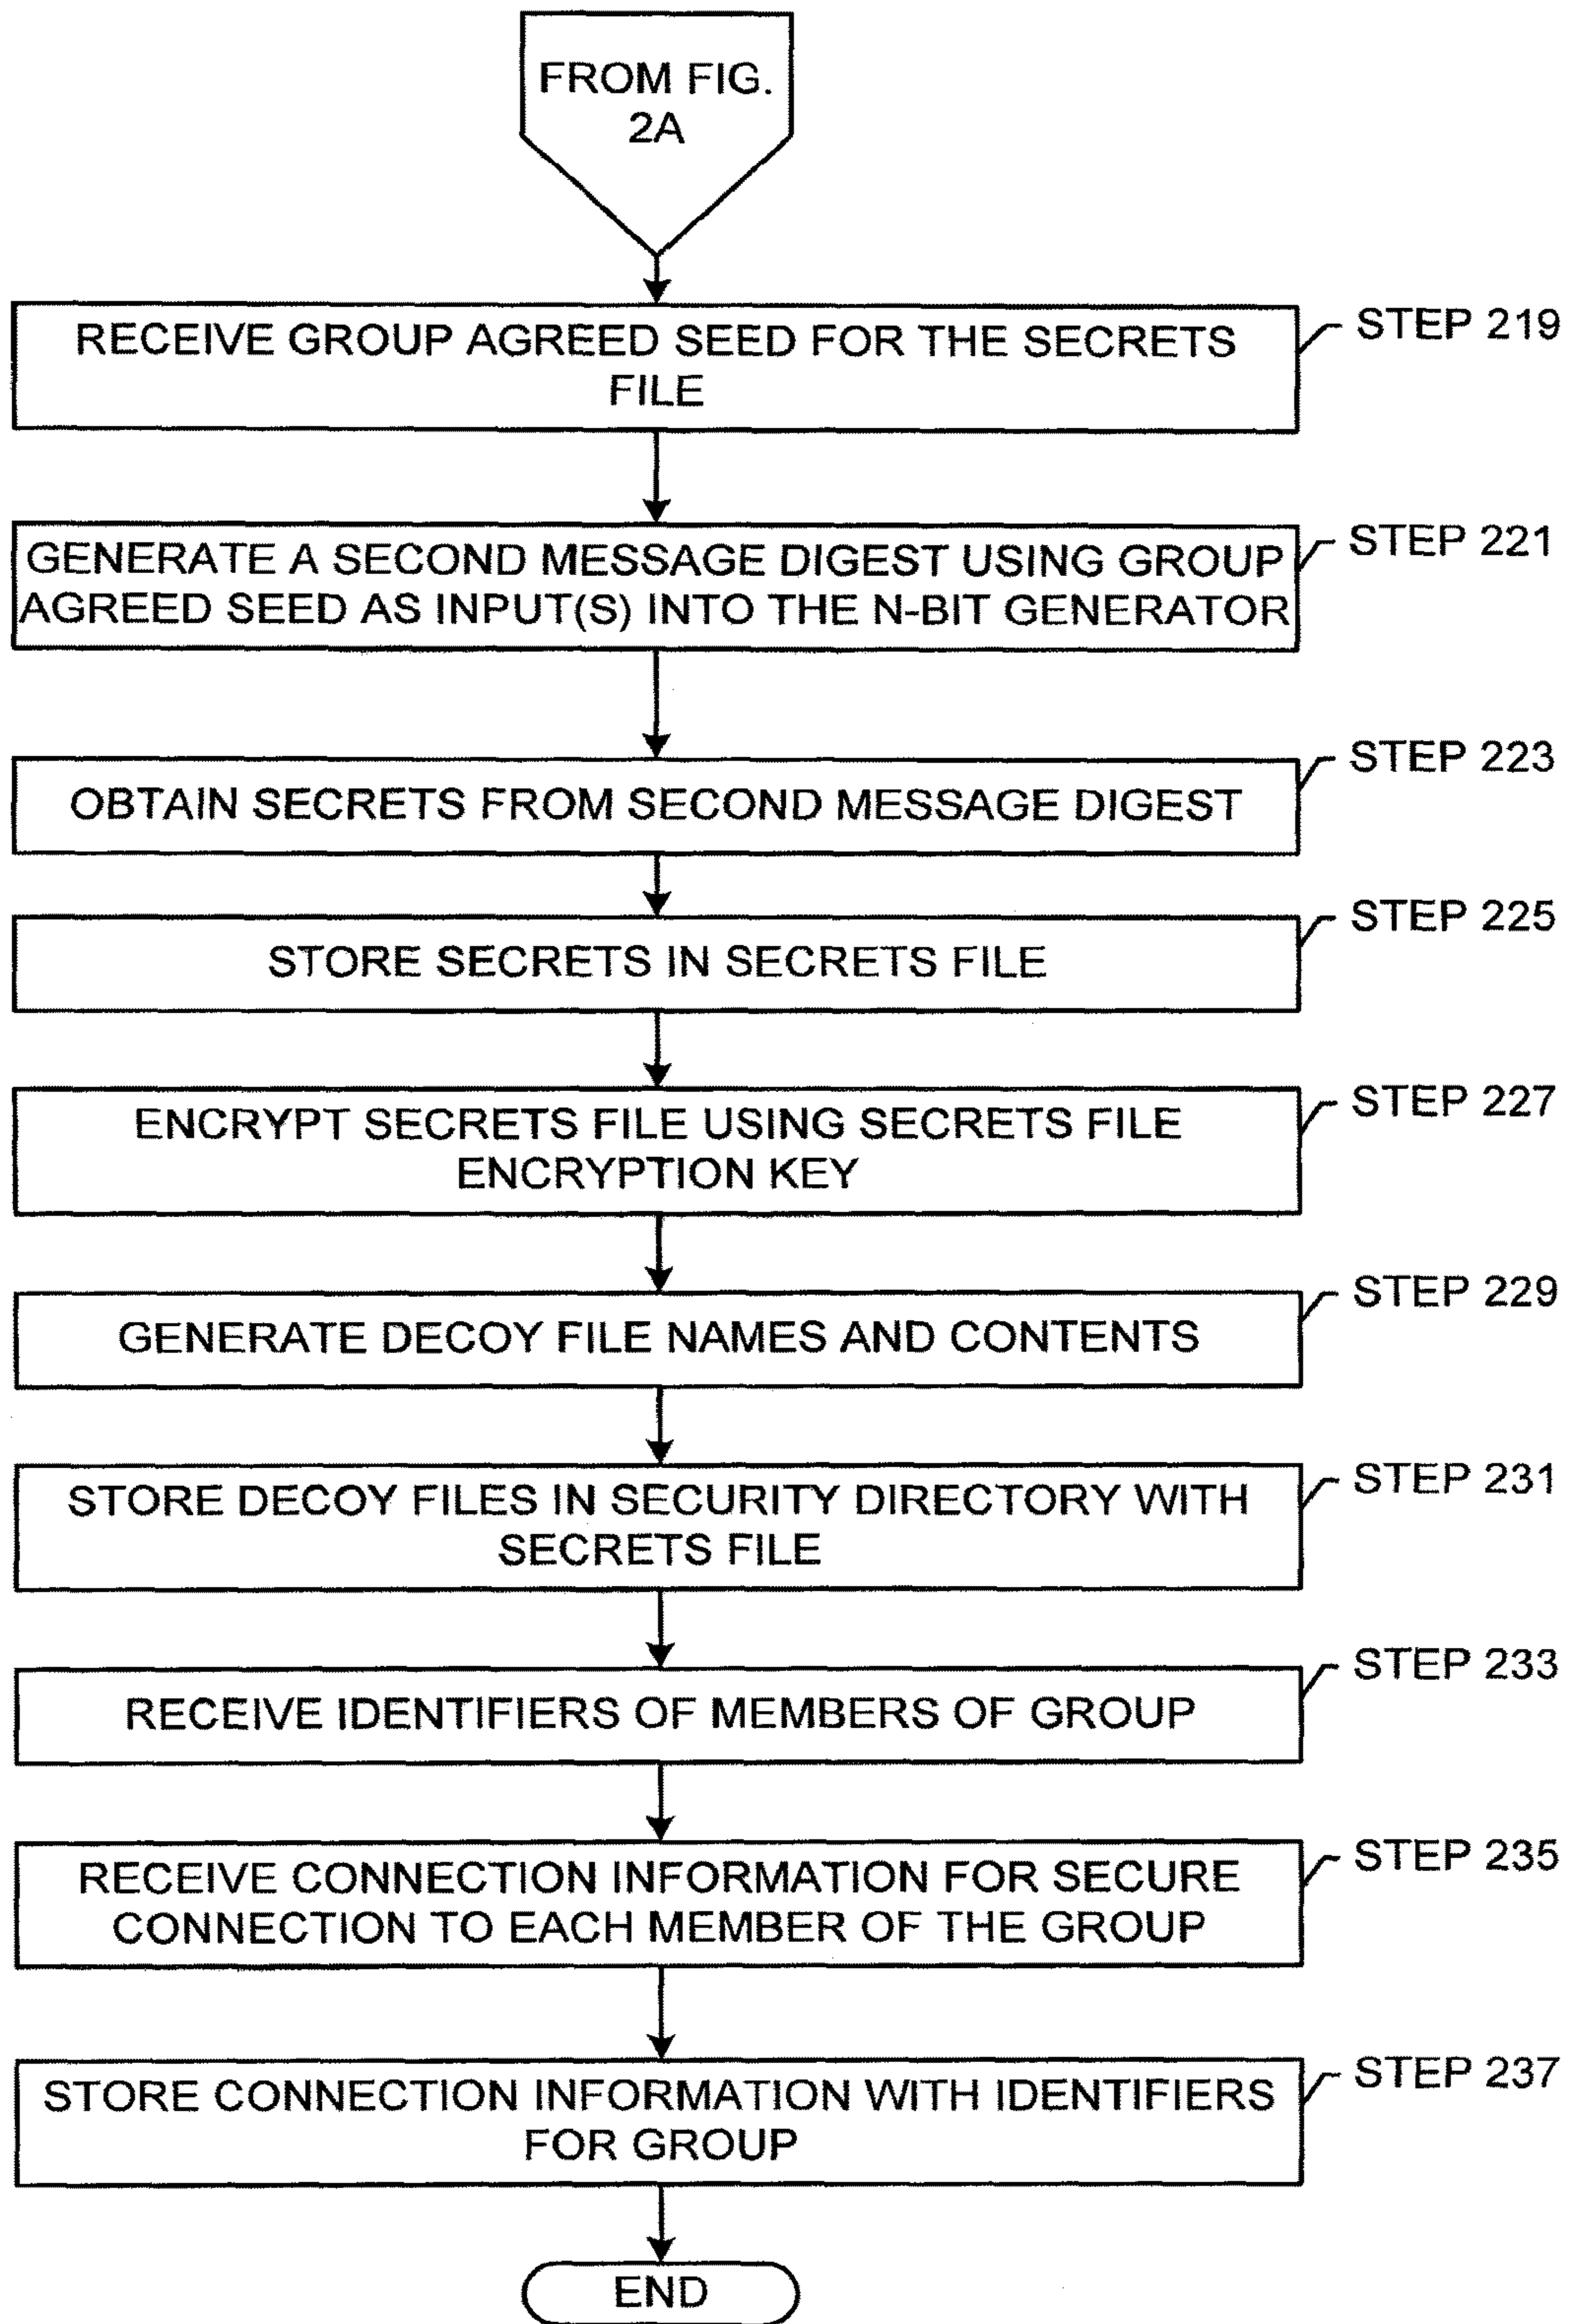 FROM FIG.
2A
RECEIVE GROUP AGREED SEED FOR THE SECRETS
FILE
STEP 219
GENERATE A SECOND MESSAGE DIGEST USING GROUP
AGREED SEED AS INPUT(S) INTO THE N-BIT GENERATOR
STEP 221
OBTAIN SECRETS FROM SECOND MESSAGE DIGEST
STEP 223
STORE SECRETS IN SECRETS FILE
STEP 225
ENCRYPT SECRETS FILE USING SECRETS FILE
ENCRYPTION KEY
STEP 227
GENERATE DECOY FILE NAMES AND CONTENTS
STEP 229
STORE DECOY FILES IN SECURITY DIRECTORY WITH
SECRETS FILE
STEP 231
RECEIVE IDENTIFIERS OF MEMBERS OF GROUP
STEP 233
RECEIVE CONNECTION INFORMATION FOR SECURE
CONNECTION TO EACH MEMBER OF THE GROUP
STEP 235
STORE CONNECTION INFORMATION WITH IDENTIFIERS
FOR GROUP
STEP 237
END